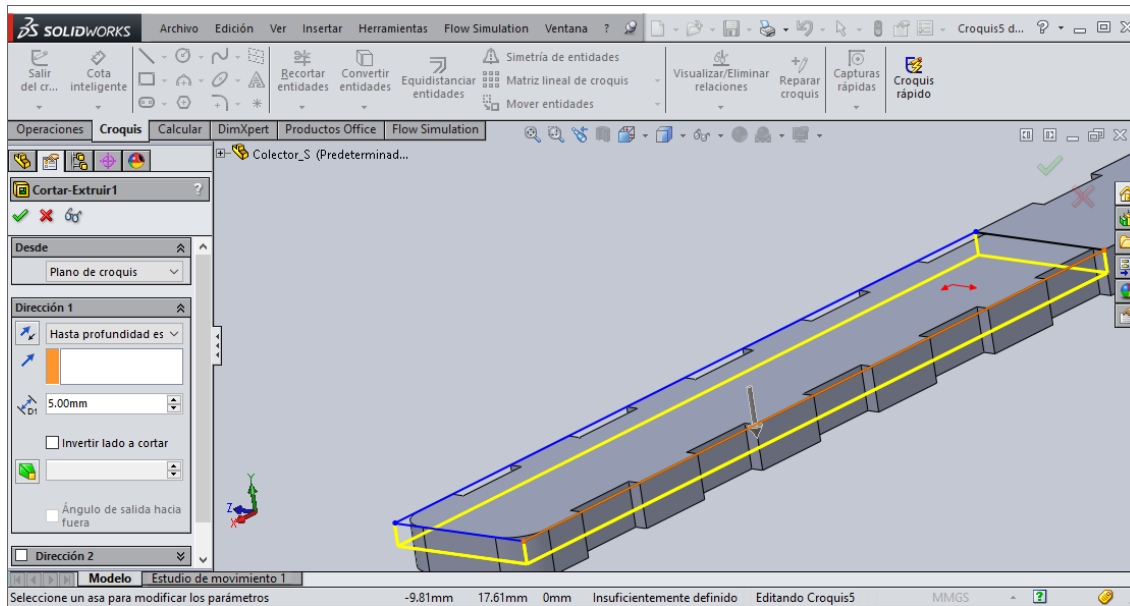 SOLIDWORKS Archivo Edición Ver Insertar Herramientas Flow Simulation Ventana ? Croquis5 d... ?
Salir del cr...
Cota inteligente
Recortar entidades
Convertir entidades
Equidistanciar entidades
Simetría de entidades
Matriz lineal de croquis
Mover entidades
Visualizar/Eliminar relaciones
Reparar croquis
Capturas rápidas
Croquis rápido
Operaciones Croquis Calcular DimXpert Productos Office Flow Simulation
Colector_S (Predeterminad...
Cortar-Extruir1 ?
Desde
Plano de croquis
Dirección 1
Hasta profundidad es
D1 5.00mm
Invertir lado a cortar
Ángulo de salida hacia
fuera
Dirección 2
Y
Z
X
Modelo Estudio de movimiento 1
Seleccione un asa para modificar los parámetros -9.81mm 17.61mm 0mm Insuficientemente definido Editando Croquis5 MMGS ?